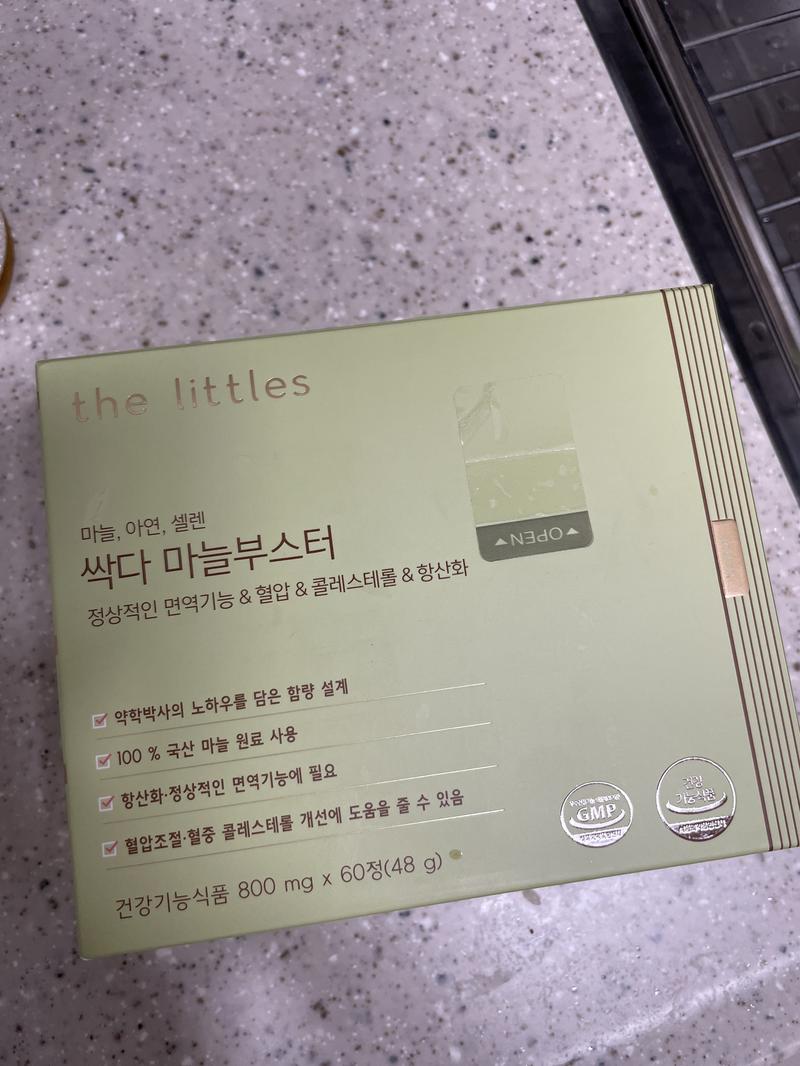 the littles
마늘, 아연, 셀렌
싹다 마늘부스터
정상적인 면역기능 & 혈압 & 콜레스테롤 & 항산화
OPEN
약학박사의 노하우를 담은 함량 설계
100 % 국산 마늘 원료 사용
항산화·정상적인 면역기능에 필요
혈압조절·혈중 콜레스테롤 개선에 도움을 줄 수 있음
건강기능식품 800 mg x 60정(48 g)
GMP
건강
기능식품